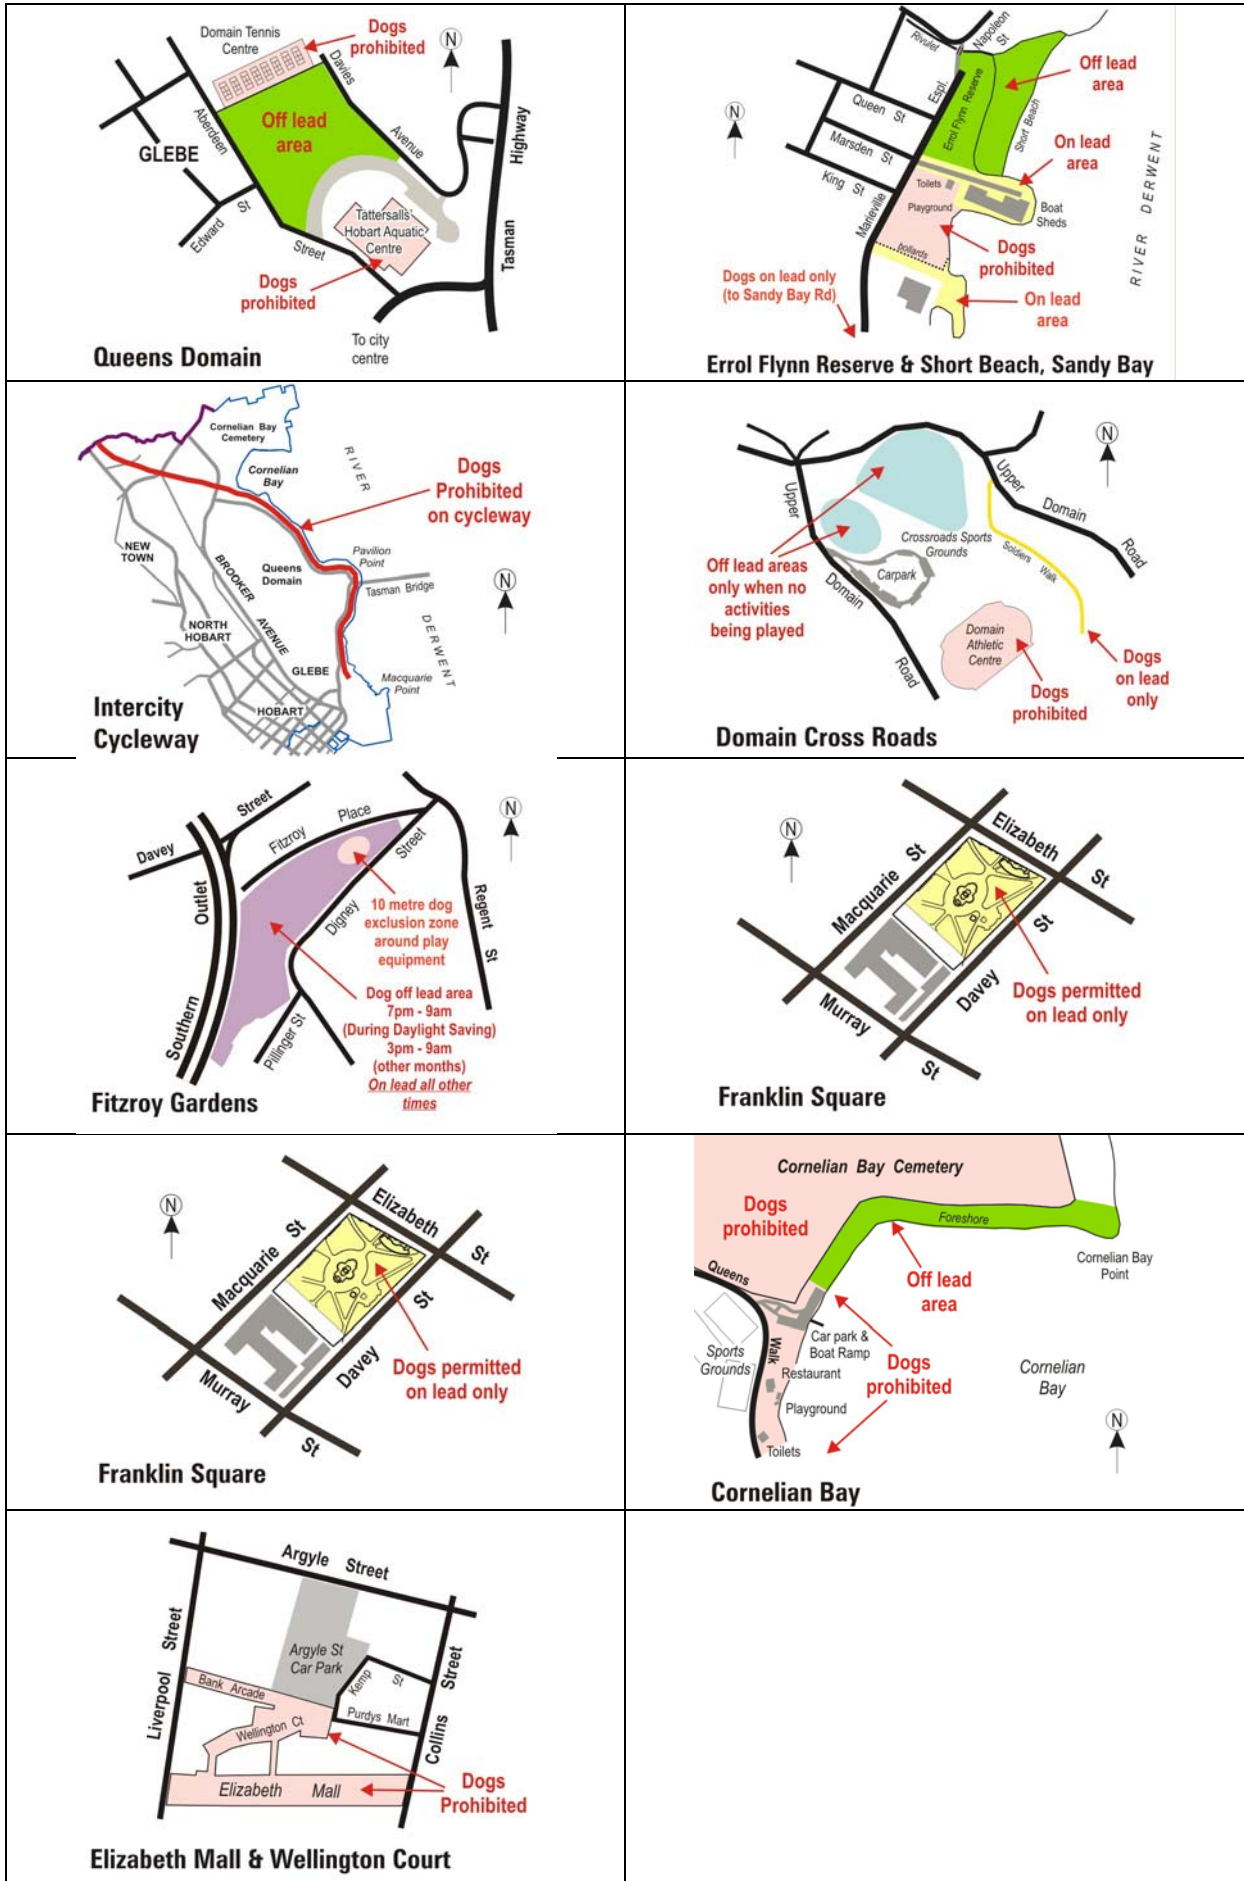 Domain Tennis
Centre
Dogs
prohibited
N
Davies
Aberdeen
Off lead
area
Avenue
Highway
GLEBE
Edward St
Street
Tattersalls'
Hobart Aquatic
Centre
Tasman
Dogs
prohibited
To city
centre
Queens Domain
Rivulet
Napoleon
St
N
Espl.
Errol Flynn Reserve
Short Beach
Off lead
area
Queen St
Marsden St
King St
On lead
area
Toilets
Playground
Boat
Sheds
Marieville
bollards
Dogs
prohibited
RIVER DERWENT
Dogs on lead only
(to Sandy Bay Rd)
On lead
area
Errol Flynn Reserve & Short Beach, Sandy Bay
Cornelian Bay
Cemetery
Cornelian
Bay
RIVER
Dogs
Prohibited
on cycleway
NEW
TOWN
BROOKER
AVENUE
Queens
Domain
Pavilion
Point
Tasman Bridge
N
NORTH
HOBART
DERWENT
GLEBE
Macquarie
Point
HOBART
Intercity
Cycleway
N
Upper
Upper
Domain
Road
Crossroads Sports
Grounds
Soldiers Walk
Off lead areas
only when no
activities
being played
Carpark
Domain
Road
Domain
Athletic
Centre
Dogs
on lead
only
Dogs
prohibited
Domain Cross Roads
Davey Street
Fitzroy Place
N
Outlet
Southern
Digney Street
Regent St
10 metre dog
exclusion zone
around play
equipment
Dog off lead area
7pm - 9am
(During Daylight Saving)
3pm - 9am
(other months)
On lead all other
times
Pillinger St
Fitzroy Gardens
N
Elizabeth St
Macquarie St
Davey St
Murray St
Dogs permitted
on lead only
Franklin Square
N
Elizabeth St
Macquarie St
Davey St
Murray St
Dogs permitted
on lead only
Franklin Square
Cornelian Bay Cemetery
Dogs
prohibited
Foreshore
Cornelian Bay
Point
Off lead
area
Queens
Walk
Sports
Grounds
Car park &
Boat Ramp
Restaurant
Dogs
prohibited
Cornelian
Bay
Playground
Toilets
N
Cornelian Bay
Argyle Street
Liverpool Street
Argyle St
Car Park
Kemp St
Collins Street
Bank Arcade
Purdys Mart
Wellington Ct
Elizabeth Mall
Dogs
Prohibited
Elizabeth Mall & Wellington Court